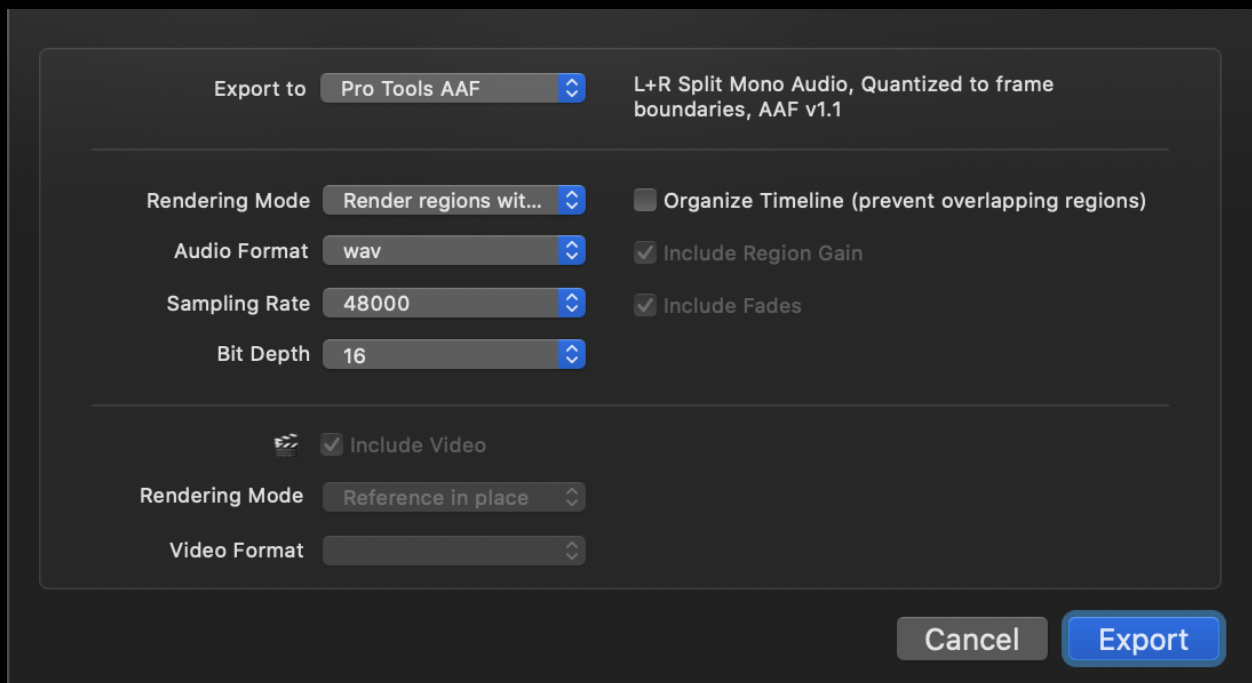 Export to Pro Tools AAF L+R Split Mono Audio, Quantized to frame
boundaries, AAF v1.1
Rendering Mode Render regions wit... Organize Timeline (prevent overlapping regions)
Audio Format wav Include Region Gain
Sampling Rate 48000 Include Fades
Bit Depth 16
Include Video
Rendering Mode Reference in place
Video Format
Cancel Export